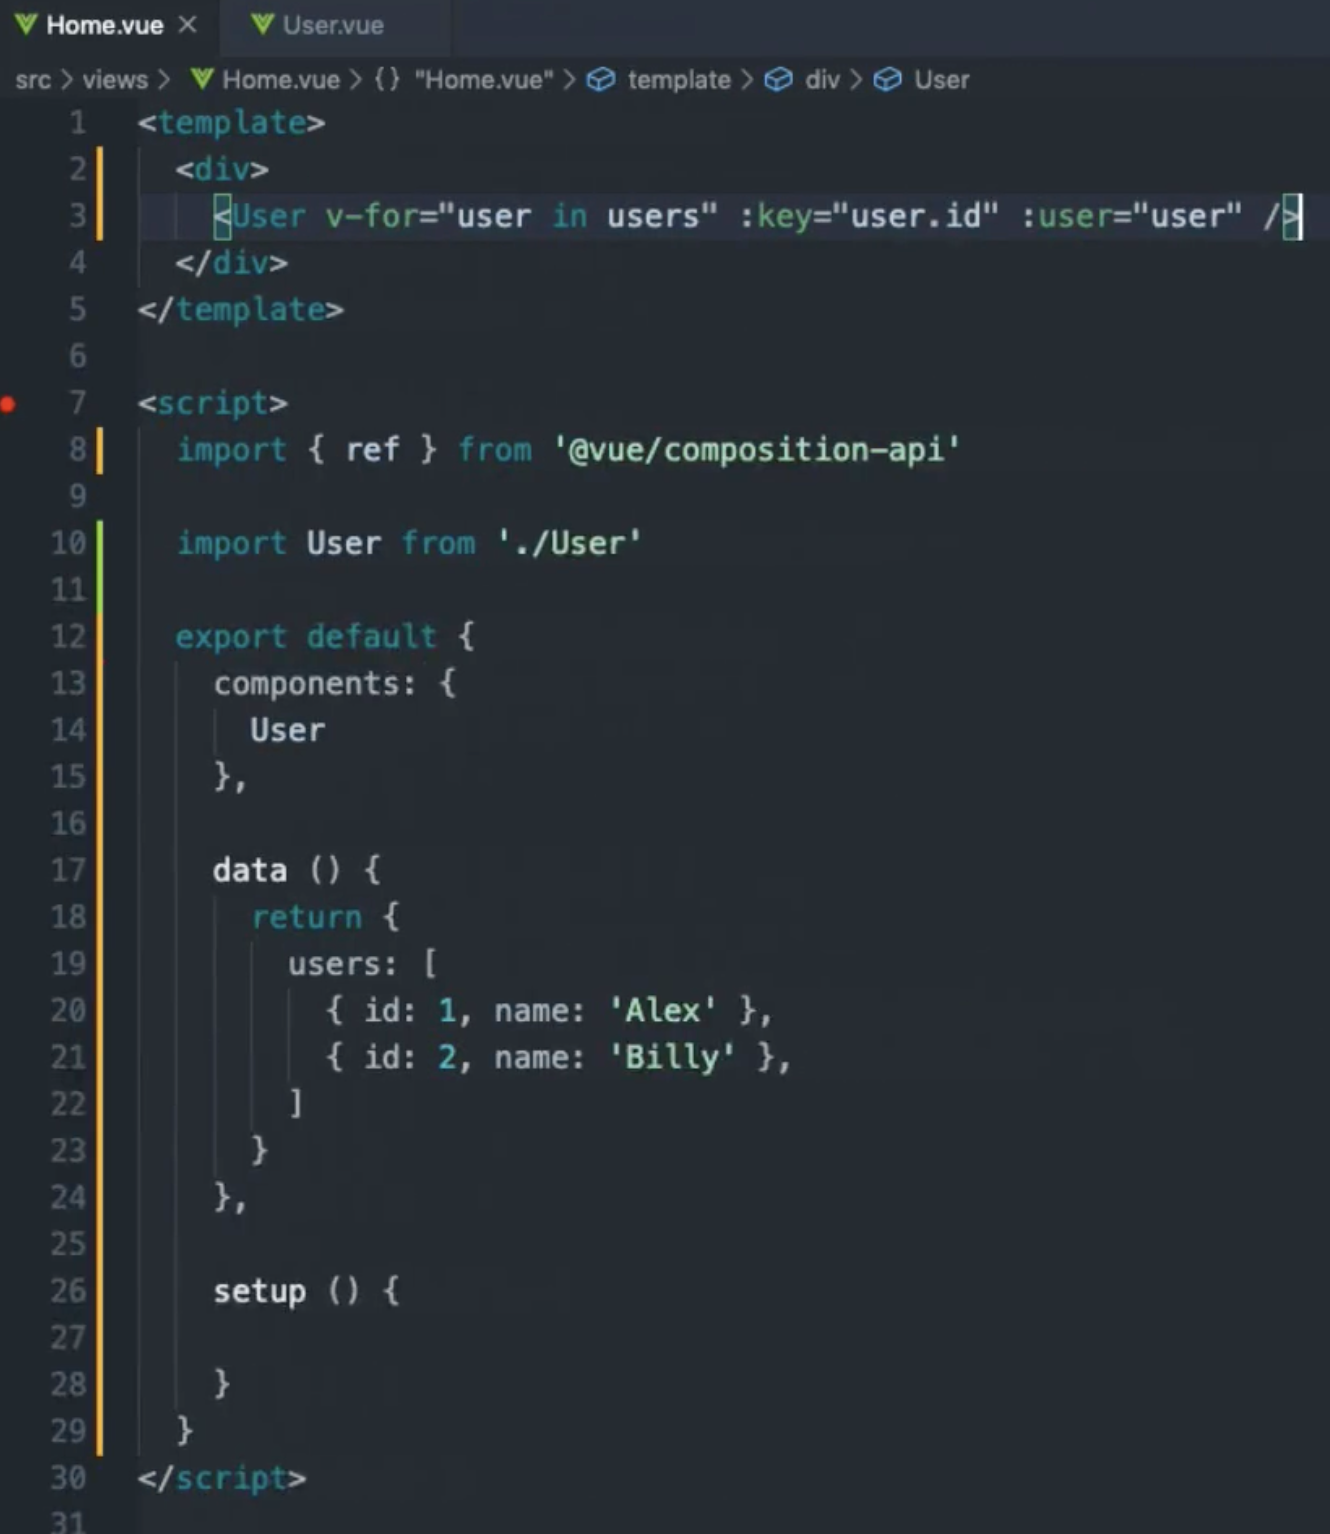 Home.vue × User.vue
src > views > Home.vue > {} "Home.vue" > template > div > User
1 <template>
2   <div>
3     <User v-for="user in users" :key="user.id" :user="user" />
4   </div>
5 </template>
6
7 <script>
8   import { ref } from '@vue/composition-api'
9
10   import User from './User'
11
12   export default {
13     components: {
14       User
15     },
16
17     data () {
18       return {
19         users: [
20           { id: 1, name: 'Alex' },
21           { id: 2, name: 'Billy' },
22         ]
23       }
24     },
25
26     setup () {
27
28     }
29   }
30 </script>
31